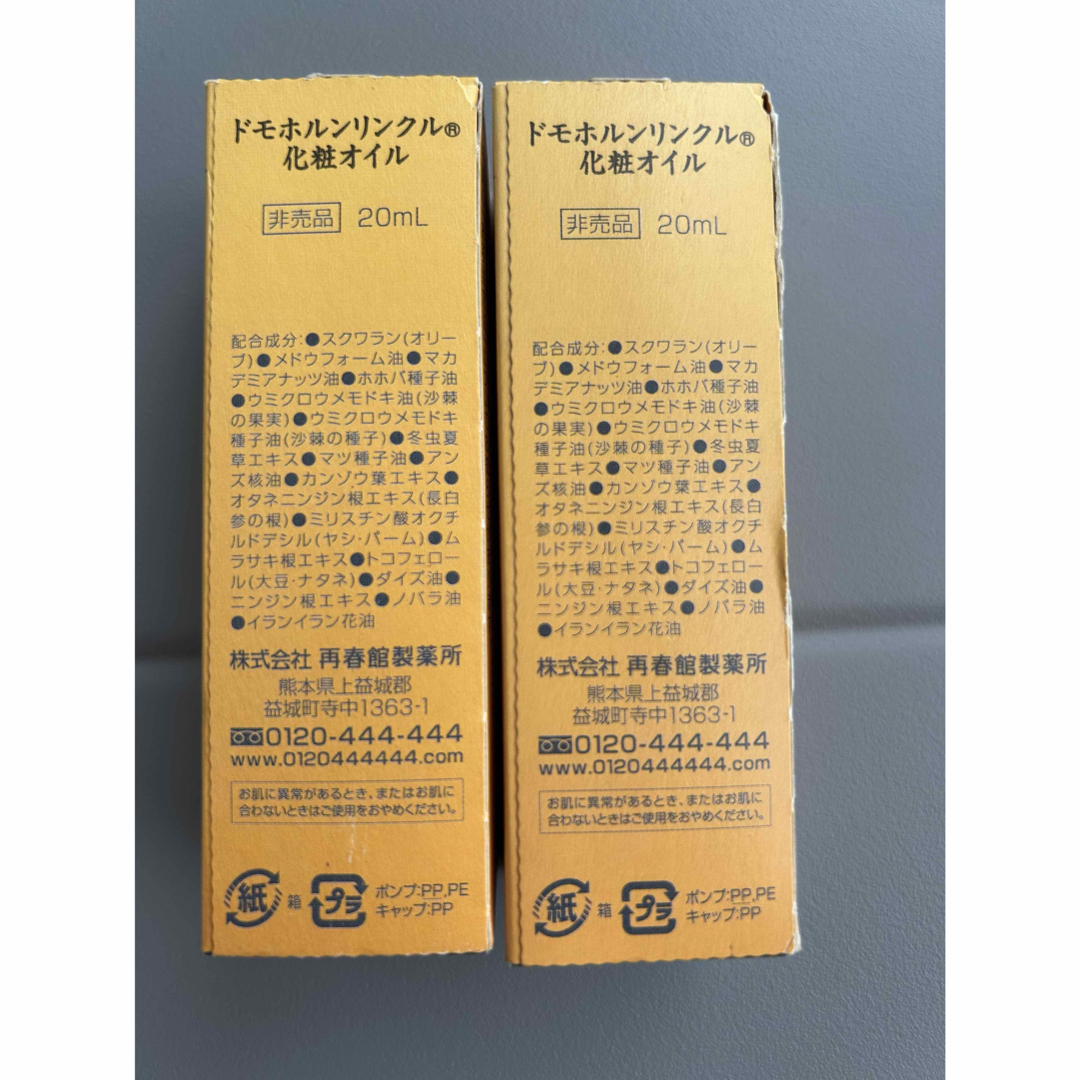 ドモホルンリンクル®
化粧オイル
非売品 20mL
配合成分:●スクワラン(オリー
ブ)●メドウフォーム油●マカ
デミアナッツ油●ホホバ種子油
●ウミクロウメモドキ油(沙棘
の果実)●ウミクロウメモドキ
種子油(沙棘の種子)●冬虫夏
草エキス●マツ種子油●アン
ズ核油●カンゾウ葉エキス●
オタネニンジン根エキス(長白
参の根)●ミリスチン酸オクチ
ルドデシル(ヤシ・パーム)●ム
ラサキ根エキス●トコフェロー
ル(大豆・ナタネ)●ダイズ油●
ニンジン根エキス●ノバラ油
●イランイラン花油
株式会社 再春館製薬所
熊本県上益城郡
益城町寺中1363-1
0120-444-444
www.0120444444.com
お肌に異常があるとき、またはお肌に
合わないときはご使用をおやめください。
紙 箱 プラ ポンプ:PP,PE
キャップ:PP
ドモホルンリンクル®
化粧オイル
非売品 20mL
配合成分:●スクワラン(オリー
ブ)●メドウフォーム油●マカ
デミアナッツ油●ホホバ種子油
●ウミクロウメモドキ油(沙棘
の果実)●ウミクロウメモドキ
種子油(沙棘の種子)●冬虫夏
草エキス●マツ種子油●アン
ズ核油●カンゾウ葉エキス●
オタネニンジン根エキス(長白
参の根)●ミリスチン酸オクチ
ルドデシル(ヤシ・パーム)●ム
ラサキ根エキス●トコフェロー
ル(大豆・ナタネ)●ダイズ油●
ニンジン根エキス●ノバラ油
●イランイラン花油
株式会社 再春館製薬所
熊本県上益城郡
益城町寺中1363-1
0120-444-444
www.0120444444.com
お肌に異常があるとき、またはお肌に
合わないときはご使用をおやめください。
紙 箱 プラ ポンプ:PP,PE
キャップ:PP